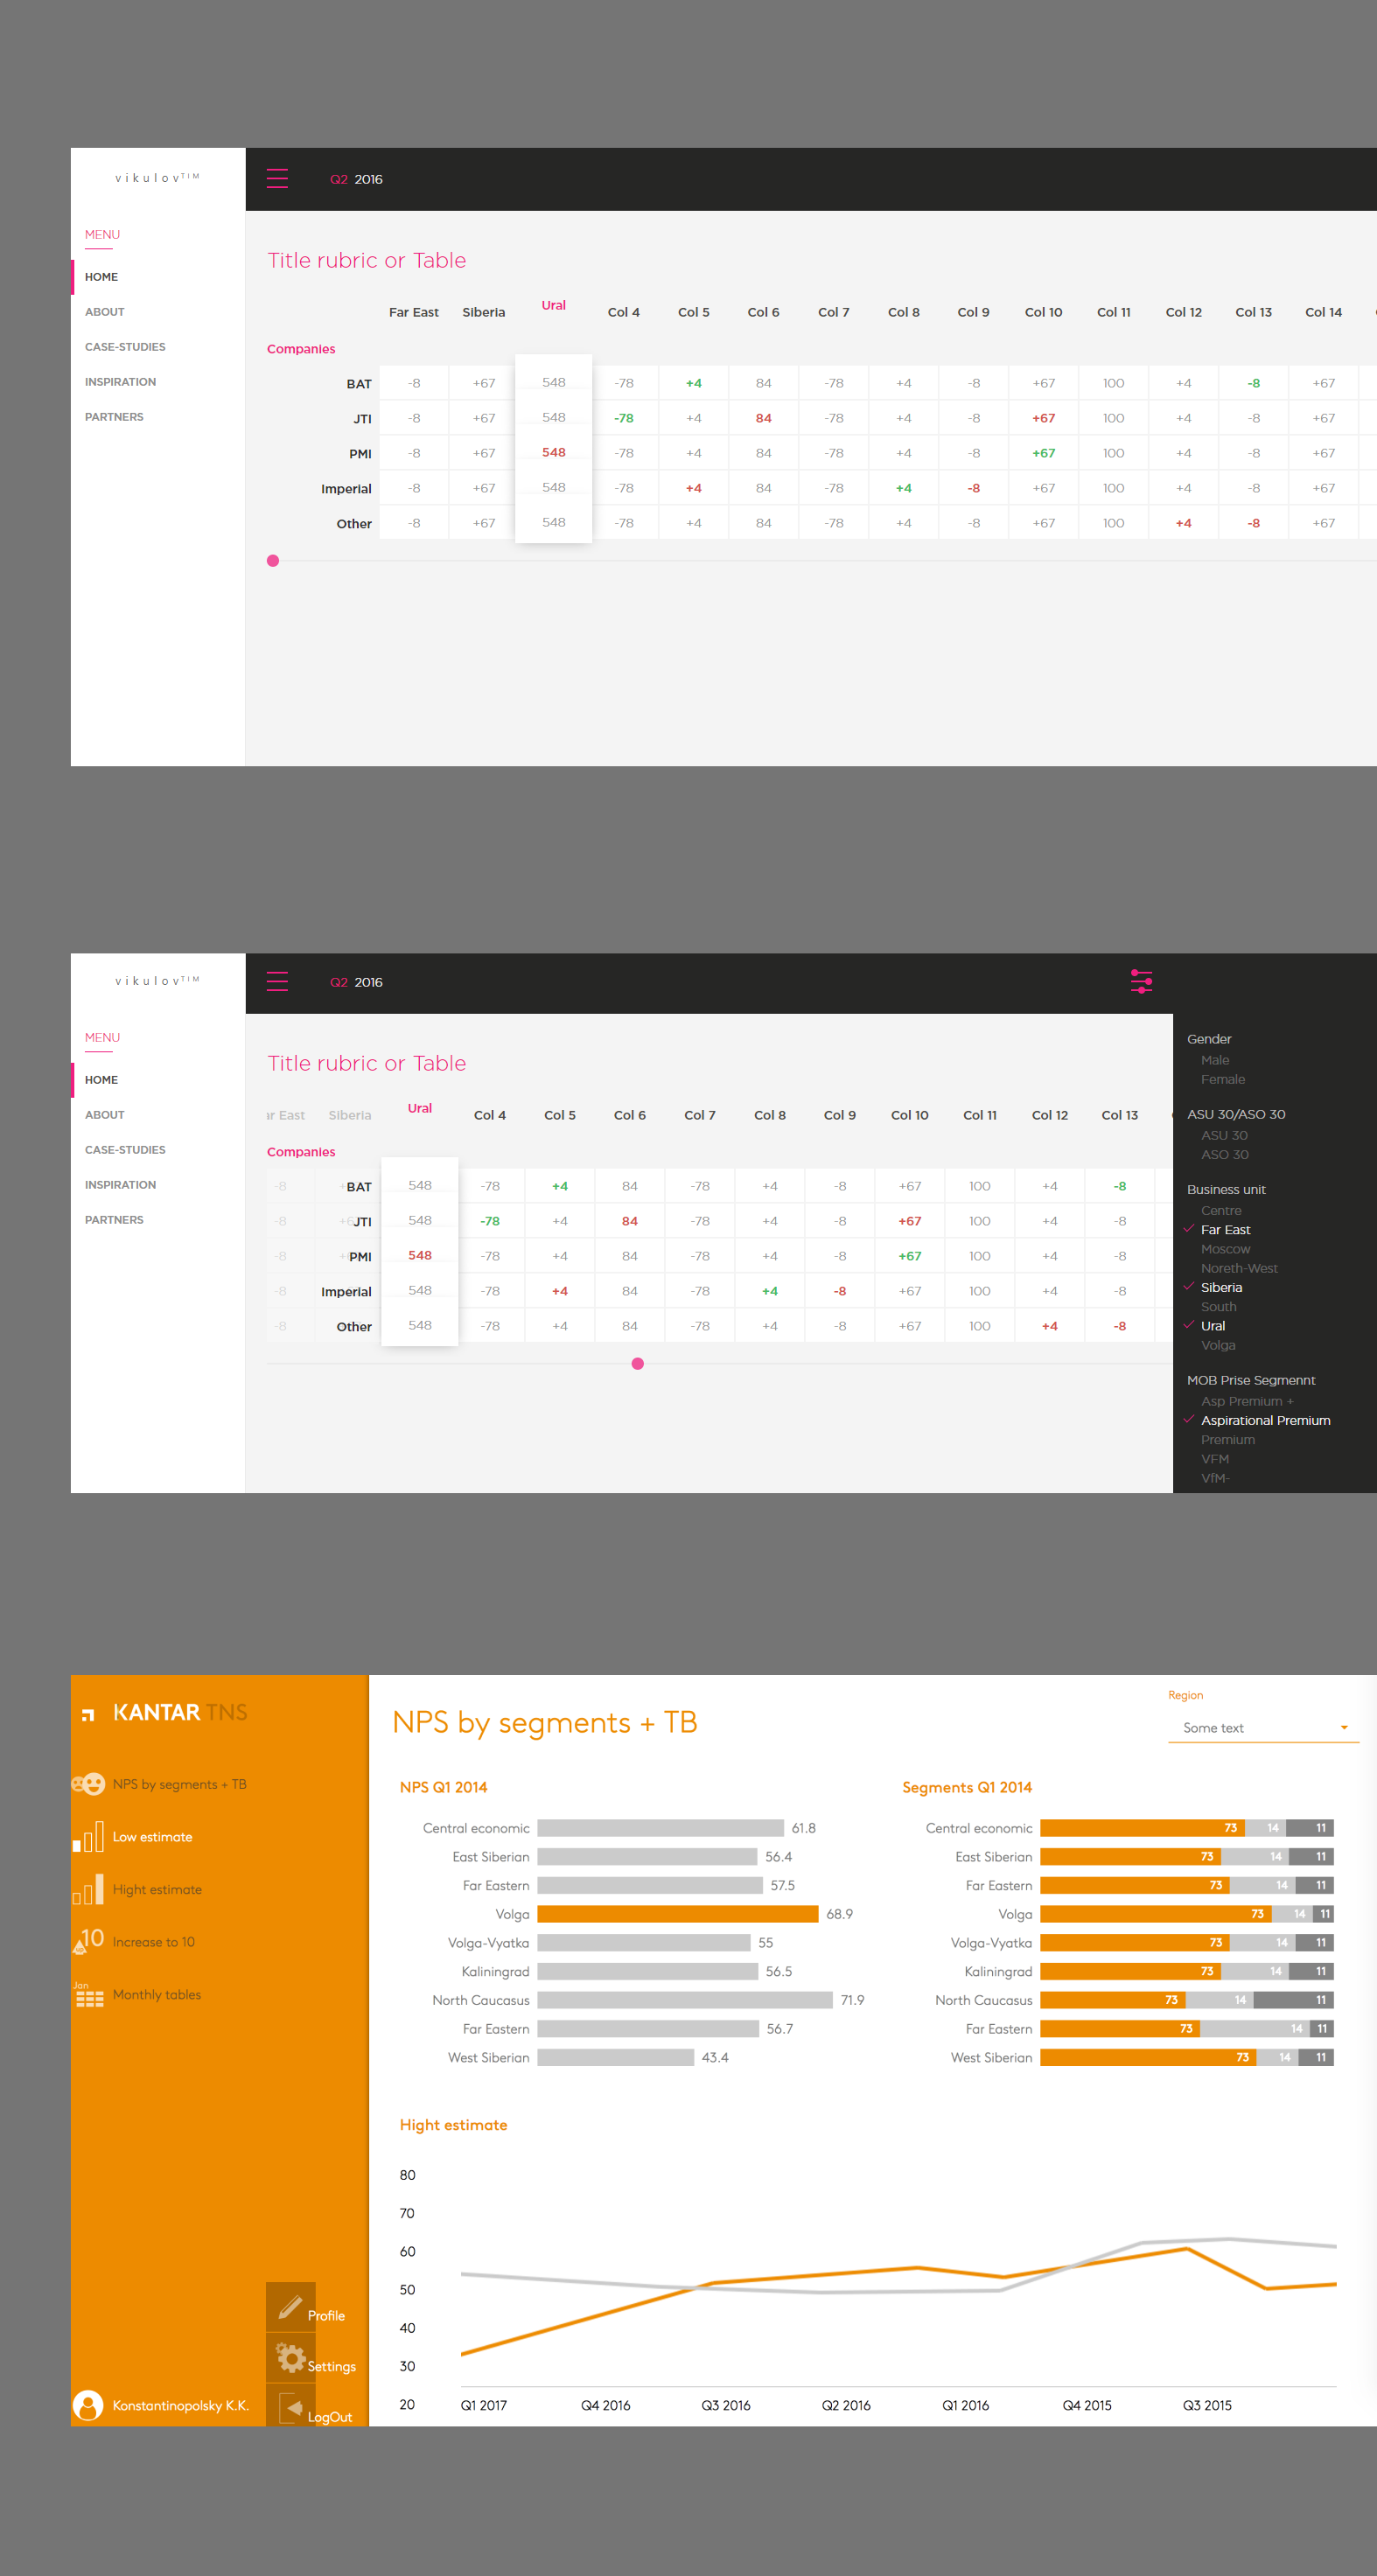 vikulovTIM
Q2 2016
MENU
HOME
ABOUT
CASE-STUDIES
INSPIRATION
PARTNERS
Title rubric or Table
Far East Siberia Ural Col 4 Col 5 Col 6 Col 7 Col 8 Col 9 Col 10 Col 11 Col 12 Col 13 Col 14
Companies
BAT -8 +67 548 -78 +4 84 -78 +4 -8 +67 100 +4 -8 +67
JTI -8 +67 548 -78 +4 84 -78 +4 -8 +67 100 +4 -8 +67
PMI -8 +67 548 -78 +4 84 -78 +4 -8 +67 100 +4 -8 +67
Imperial -8 +67 548 -78 +4 84 -78 +4 -8 +67 100 +4 -8 +67
Other -8 +67 548 -78 +4 84 -78 +4 -8 +67 100 +4 -8 +67
vikulovTIM
Q2 2016
MENU
HOME
ABOUT
CASE-STUDIES
INSPIRATION
PARTNERS
Title rubric or Table
ar East Siberia Ural Col 4 Col 5 Col 6 Col 7 Col 8 Col 9 Col 10 Col 11 Col 12 Col 13
Companies
-8 BAT 548 -78 +4 84 -78 +4 -8 +67 100 +4 -8
-8 JTI 548 -78 +4 84 -78 +4 -8 +67 100 +4 -8
-8 PMI 548 -78 +4 84 -78 +4 -8 +67 100 +4 -8
-8 Imperial 548 -78 +4 84 -78 +4 -8 +67 100 +4 -8
-8 Other 548 -78 +4 84 -78 +4 -8 +67 100 +4 -8
Gender
Male
Female
ASU 30/ASO 30
ASU 30
ASO 30
Business unit
Centre
Far East
Moscow
Noreth-West
Siberia
South
Ural
Volga
MOB Prise Segmennt
Asp Premium +
Aspirational Premium
Premium
VFM
VfM-
KANTAR TNS
NPS by segments + TB
Low estimate
Hight estimate
10 Increase to 10
Jan Monthly tables
Profile
Settings
LogOut
Konstantinopolsky K.K.
NPS by segments + TB
Region
Some text
NPS Q1 2014
Central economic 61.8
East Siberian 56.4
Far Eastern 57.5
Volga 68.9
Volga-Vyatka 55
Kaliningrad 56.5
North Caucasus 71.9
Far Eastern 56.7
West Siberian 43.4
Segments Q1 2014
Central economic 73 14 11
East Siberian 73 14 11
Far Eastern 73 14 11
Volga 73 14 11
Volga-Vyatka 73 14 11
Kaliningrad 73 14 11
North Caucasus 73 14 11
Far Eastern 73 14 11
West Siberian 73 14 11
Hight estimate
80
70
60
50
40
30
20
Q1 2017 Q4 2016 Q3 2016 Q2 2016 Q1 2016 Q4 2015 Q3 2015